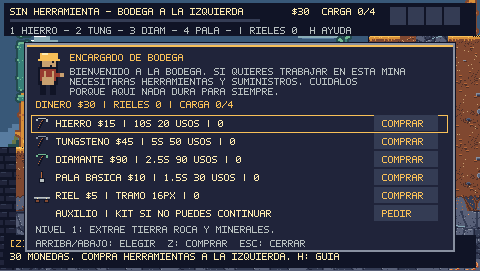 SIN HERRAMIENTA - BODEGA A LA IZQUIERDA $30 CARGA 0/4
1 HIERRO - 2 TUNG - 3 DIAM - 4 PALA - | RIELES 0 H AYUDA
ENCARGADO DE BODEGA
BIENVENIDO A LA BODEGA. SI QUIERES TRABAJAR EN ESTA MINA
NECESITARAS HERRAMIENTAS Y SUMINISTROS. CUIDALOS
PORQUE AQUI NADA DURA PARA SIEMPRE.
DINERO $30 | RIELES 0 | CARGA 0/4
HIERRO $15 | 10S 20 USOS | 0 COMPRAR
TUNGSTENO $45 | 5S 50 USOS | 0 COMPRAR
DIAMANTE $90 | 2.5S 90 USOS | 0 COMPRAR
PALA BASICA $10 | 1.5S 30 USOS | 0 COMPRAR
RIEL $5 | TRAMO 16PX | 0 COMPRAR
AUXILIO | KIT SI NO PUEDES CONTINUAR PEDIR
NIVEL 1: EXTRAE TIERRA ROCA Y MINERALES.
ARRIBA/ABAJO: ELEGIR Z: COMPRAR ESC: CERRAR
[Z]
30 MONEDAS. COMPRA HERRAMIENTAS A LA IZQUIERDA. H: GUIA